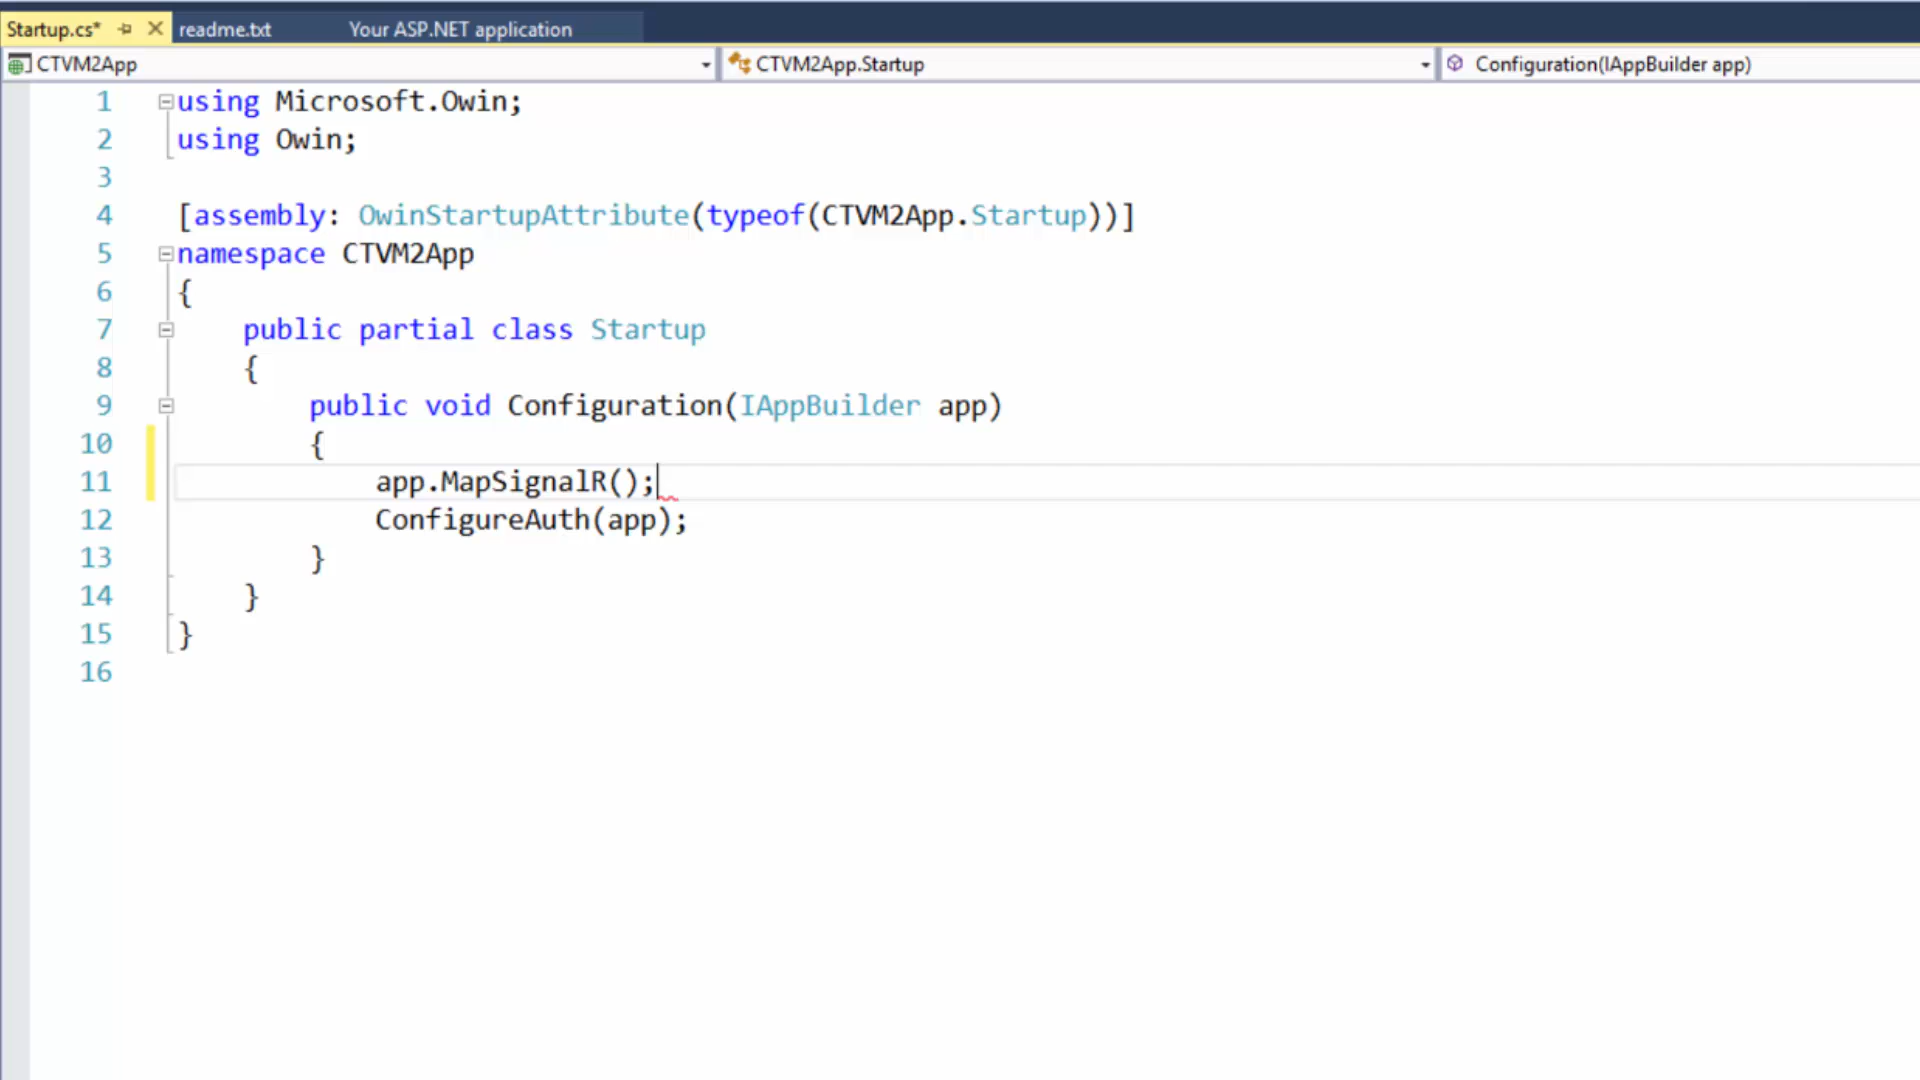 Startup.cs* readme.txt Your ASP.NET application
CTVM2App CTVM2App.Startup Configuration(IAppBuilder app)
1 using Microsoft.Owin;
2 using Owin;
3
4 [assembly: OwinStartupAttribute(typeof(CTVM2App.Startup))]
5 namespace CTVM2App
6 {
7 public partial class Startup
8 {
9 public void Configuration(IAppBuilder app)
10 {
11 app.MapSignalR();
12 ConfigureAuth(app);
13 }
14 }
15 }
16